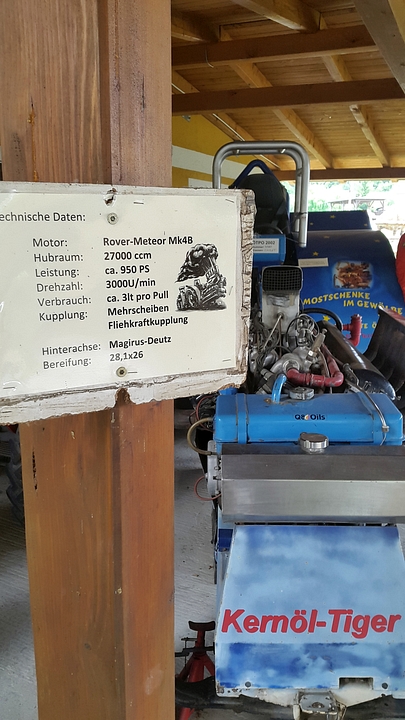 echnische Daten:
Motor: Rover-Meteor Mk4B
Hubraum: 27000 ccm
Leistung: ca. 950 PS
Drehzahl: 3000U/min
Verbrauch: ca. 3lt pro Pull
Kupplung: Mehrscheiben
Fliehkraftkupplung
Hinterachse: Magirus-Deutz
Bereifung: 28,1x26
MOSTSCHENKE
IM GEWÖLBE
Oils
Kernöl-Tiger